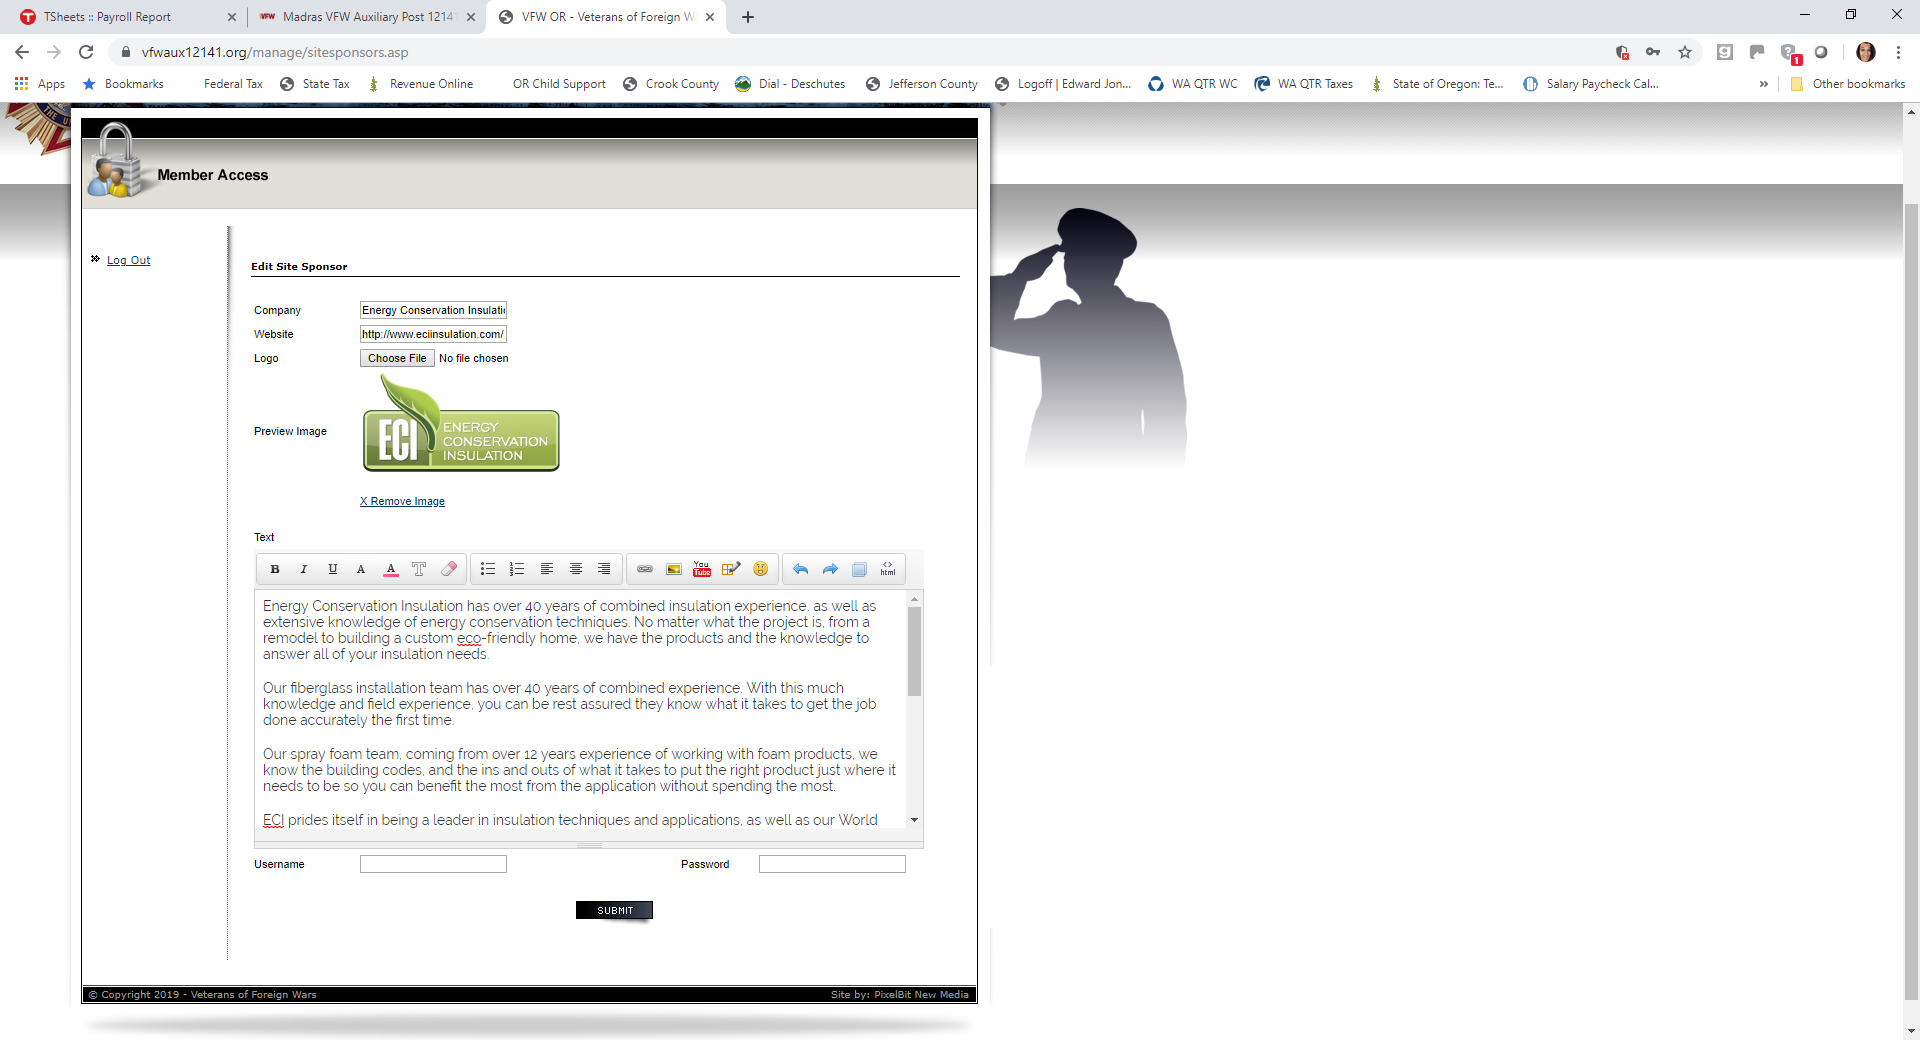 TSheets :: Payroll Report
Madras VFW Auxiliary Post 12141
VFW OR - Veterans of Foreign W
vfwaux12141.org/manage/sitesponsors.asp
1
Apps
Bookmarks
Federal Tax
State Tax
Revenue Online
OR Child Support
Crook County
Dial - Deschutes
Jefferson County
Logoff | Edward Jon...
WA QTR WC
WA QTR Taxes
State of Oregon: Te...
Salary Paycheck Cal...
»
Other bookmarks
Member Access
Log Out
Edit Site Sponsor
Company
Energy Conservation Insulati
Website
http://www.eciinsulation.com/
Logo
Choose File No file chosen
Preview Image
ECI
ENERGY
CONSERVATION
INSULATION
X Remove Image
Text
B I U A A T
You
Tube
<>
html
Energy Conservation Insulation has over 40 years of combined insulation experience, as well as
extensive knowledge of energy conservation techniques. No matter what the project is, from a
remodel to building a custom eco-friendly home, we have the products and the knowledge to
answer all of your insulation needs.
Our fiberglass installation team has over 40 years of combined experience. With this much
knowledge and field experience, you can be rest assured they know what it takes to get the job
done accurately the first time.
Our spray foam team, coming from over 12 years experience of working with foam products, we
know the building codes, and the ins and outs of what it takes to put the right product just where it
needs to be so you can benefit the most from the application without spending the most.
ECI prides itself in being a leader in insulation techniques and applications, as well as our World
Username
Password
SUBMIT
© Copyright 2019 - Veterans of Foreign Wars
Site by: PixelBit New Media